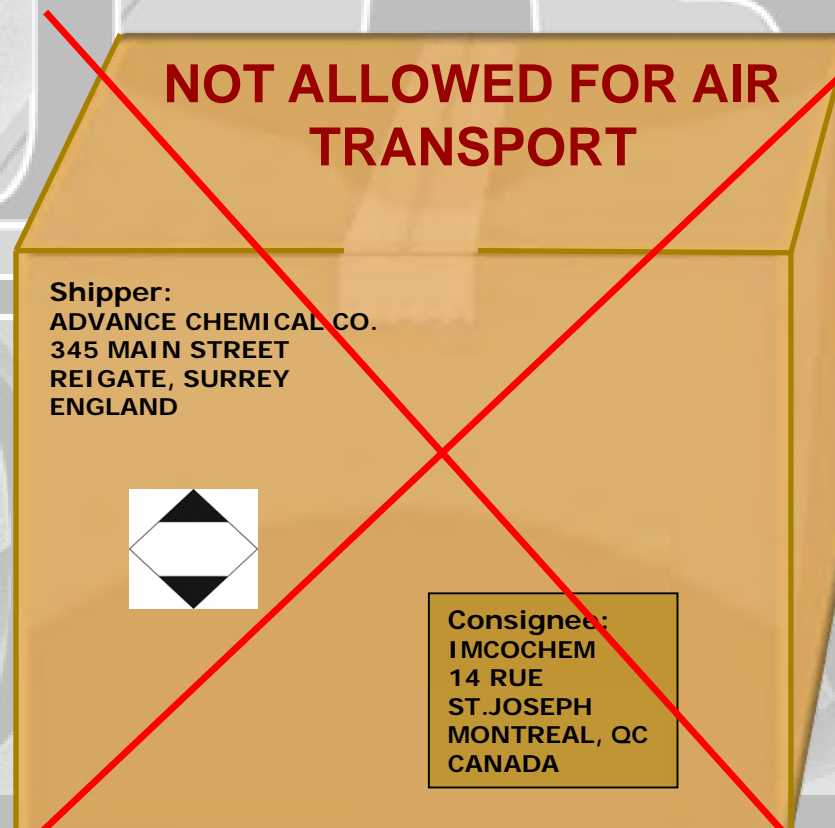 NOT ALLOWED FOR AIR
TRANSPORT
Shipper:
ADVANCE CHEMICAL CO.
345 MAIN STREET
REIGATE, SURREY
ENGLAND
Consignee:
IMCOCHEM
14 RUE
ST.JOSEPH
MONTREAL, QC
CANADA